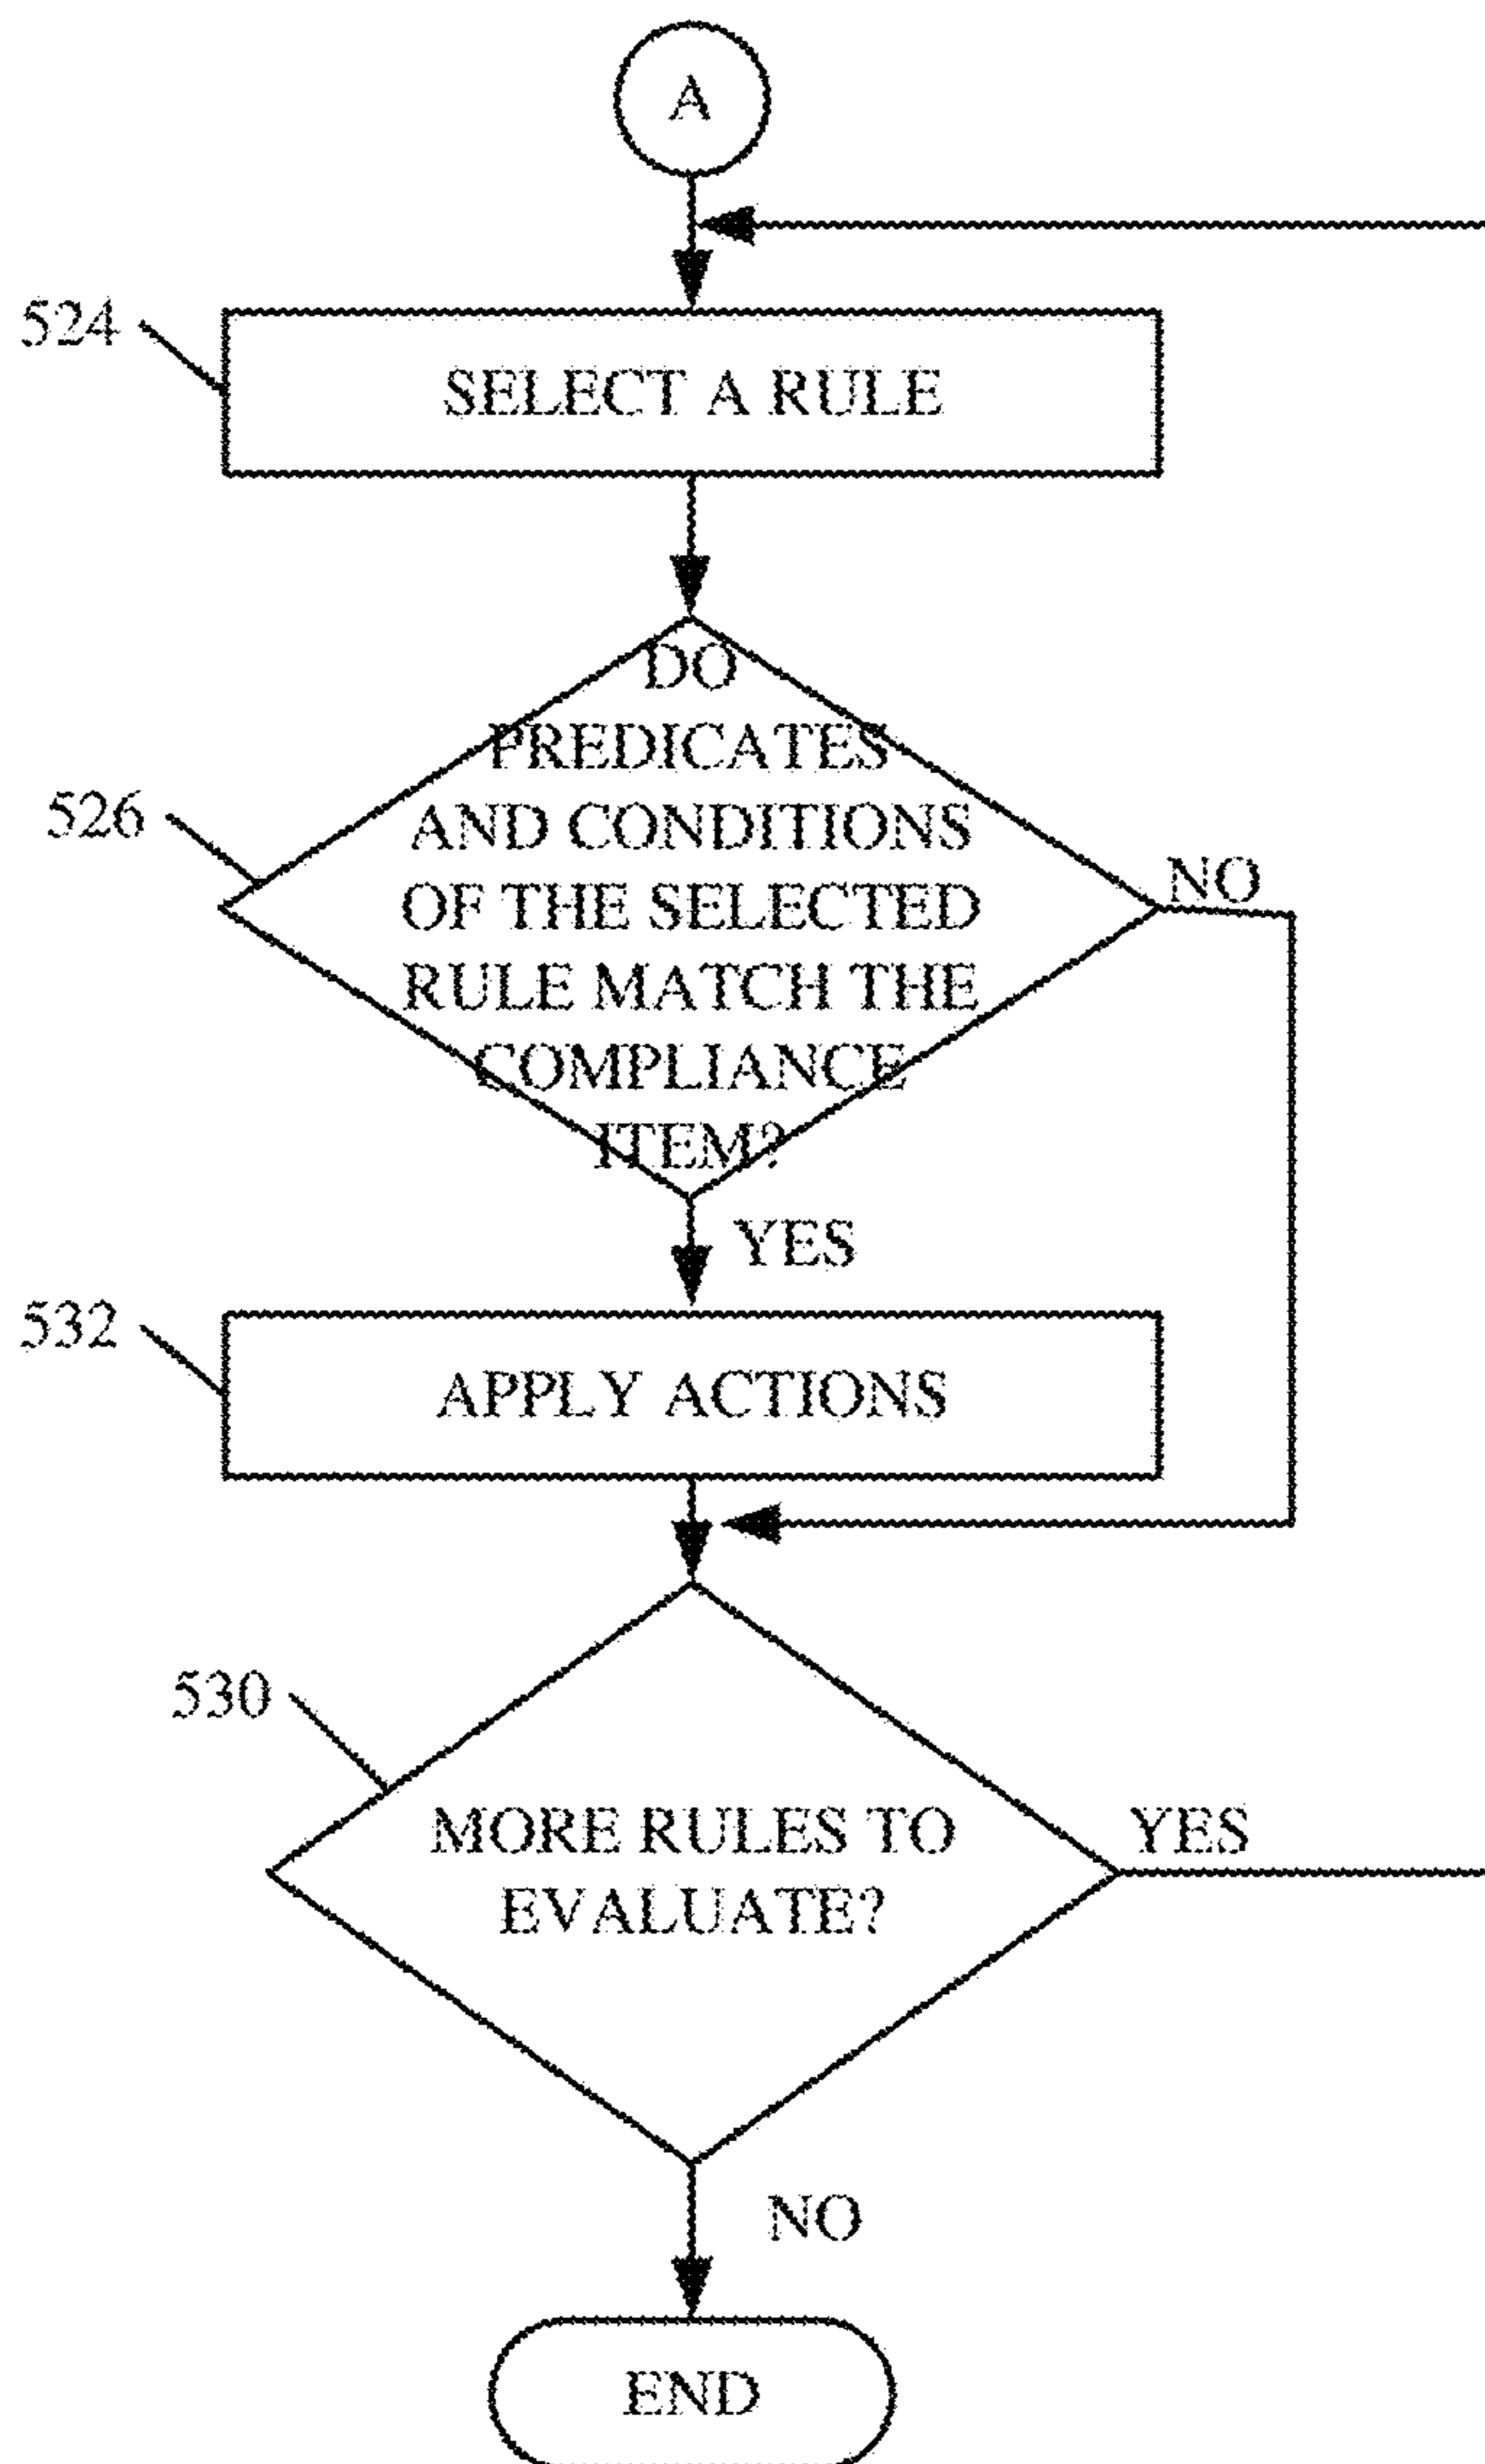 A
524
SELECT A RULE
DO
PREDICATES
526
AND CONDITIONS
OF THE SELECTED
NO
RULE MATCH THE
COMPLIANCE
ITEM?
YES
532
APPLY ACTIONS
530
MORE RULES TO
YES
EVALUATE?
NO
END